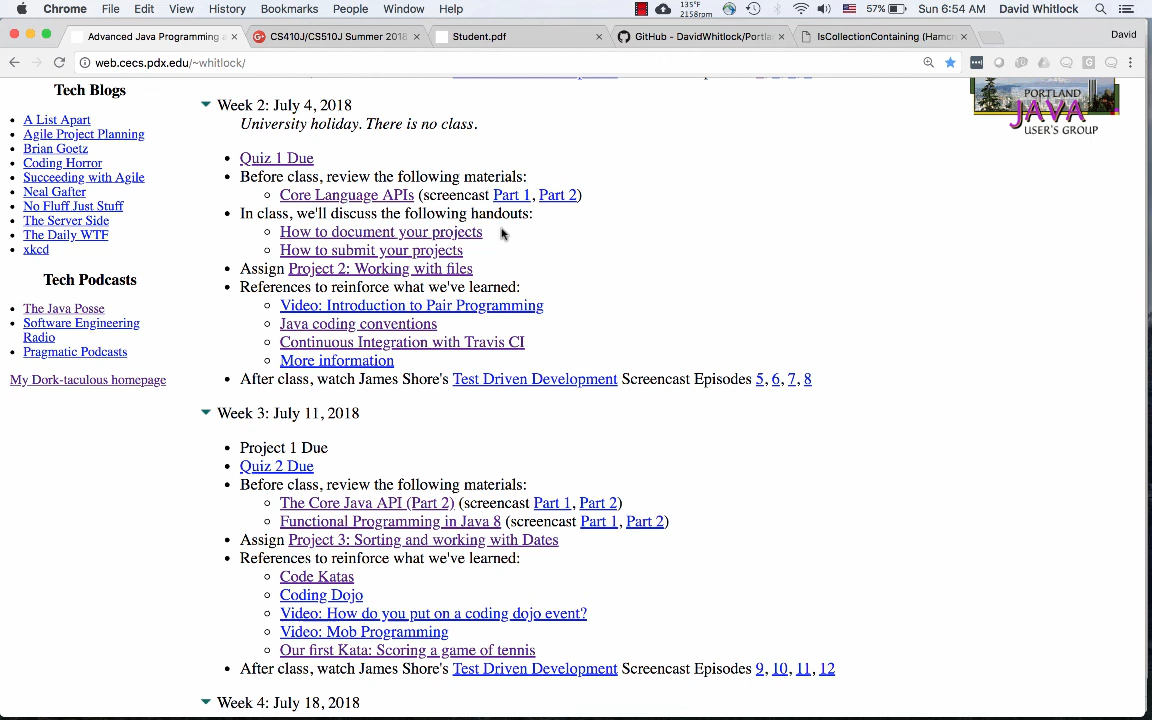 Chrome File Edit View History Bookmarks People Window Help 135°F 2158rpm 57% Sun 6:54 AM David Whitlock
Advanced Java Programming a × CS410J/CS510J Summer 2018 × Student.pdf × GitHub - DavidWhitlock/Portla × IsCollectionContaining (Hamcr × David
web.cecs.pdx.edu/~whitlock/
Tech Blogs
A List Apart
Agile Project Planning
Brian Goetz
Coding Horror
Succeeding with Agile
Neal Gafter
No Fluff Just Stuff
The Server Side
The Daily WTF
xkcd
Tech Podcasts
The Java Posse
Software Engineering
Radio
Pragmatic Podcasts
My Dork-taculous homepage
Week 2: July 4, 2018
University holiday. There is no class.
Quiz 1 Due
Before class, review the following materials:
Core Language APIs (screencast Part 1, Part 2)
In class, we'll discuss the following handouts:
How to document your projects
How to submit your projects
Assign Project 2: Working with files
References to reinforce what we've learned:
Video: Introduction to Pair Programming
Java coding conventions
Continuous Integration with Travis CI
More information
After class, watch James Shore's Test Driven Development Screencast Episodes 5, 6, 7, 8
Week 3: July 11, 2018
Project 1 Due
Quiz 2 Due
Before class, review the following materials:
The Core Java API (Part 2) (screencast Part 1, Part 2)
Functional Programming in Java 8 (screencast Part 1, Part 2)
Assign Project 3: Sorting and working with Dates
References to reinforce what we've learned:
Code Katas
Coding Dojo
Video: How do you put on a coding dojo event?
Video: Mob Programming
Our first Kata: Scoring a game of tennis
After class, watch James Shore's Test Driven Development Screencast Episodes 9, 10, 11, 12
Week 4: July 18, 2018
PORTLAND
JAVA
USER'S GROUP